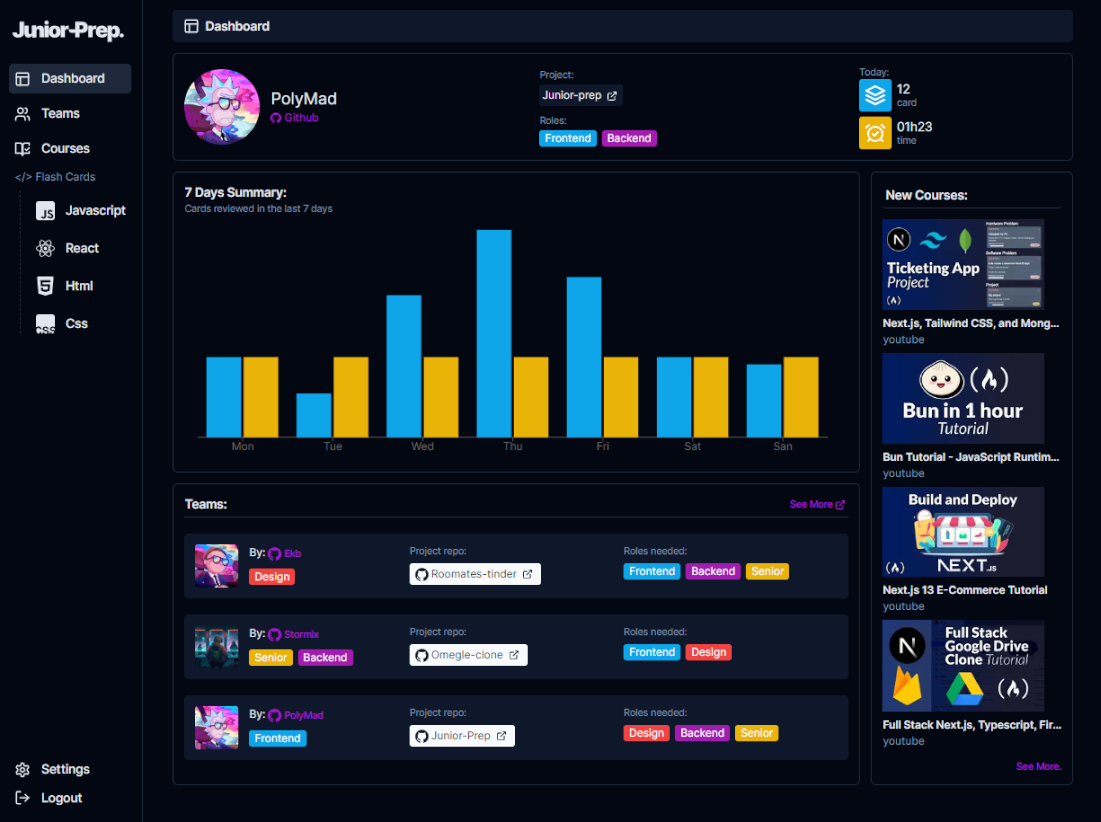 Junior-Prep.
Dashboard
Teams
Courses
</> Flash Cards
JS Javascript
React
5 Html
CSS Css
Settings
Logout
Dashboard
PolyMad
Github
Project:
Junior-prep
Roles:
Frontend Backend
Today:
12
card
01h23
time
7 Days Summary:
Cards reviewed in the last 7 days
Mon Tue Wed Thu Fri Sat San
Teams:
See More
By: Ekb
Design
Project repo:
Roomates-tinder
Roles needed:
Frontend Backend Senior
By: Stormix
Senior Backend
Project repo:
Omegle-clone
Roles needed:
Frontend Design
By: PolyMad
Frontend
Project repo:
Junior-Prep
Roles needed:
Design Backend Senior
New Courses:
N
Ticketing App
Project
Next.js, Tailwind CSS, and Mong...
youtube
Bun in 1 hour
Tutorial
Bun Tutorial - JavaScript Runtim...
youtube
Build and Deploy
NEXT.JS
Next.js 13 E-Commerce Tutorial
youtube
N
Full Stack
Google Drive
Clone Tutorial
Full Stack Next.js, Typescript, Fir...
youtube
See More.